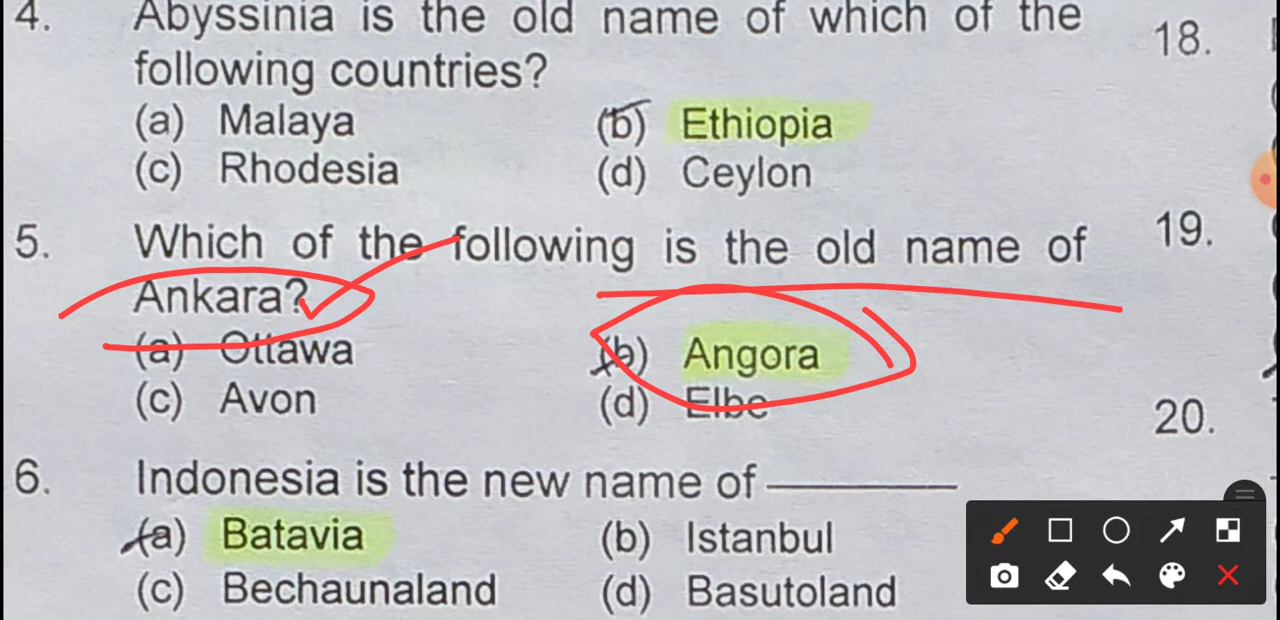 4. Abyssinia is the old name of which of the
following countries?
(a) Malaya (b) Ethiopia
(c) Rhodesia (d) Ceylon
5. Which of the following is the old name of
Ankara?
(a) Ottawa (b) Angora
(c) Avon (d) Elbe
6. Indonesia is the new name of ________
(a) Batavia (b) Istanbul
(c) Bechaunaland (d) Basutoland
18.
19.
20.